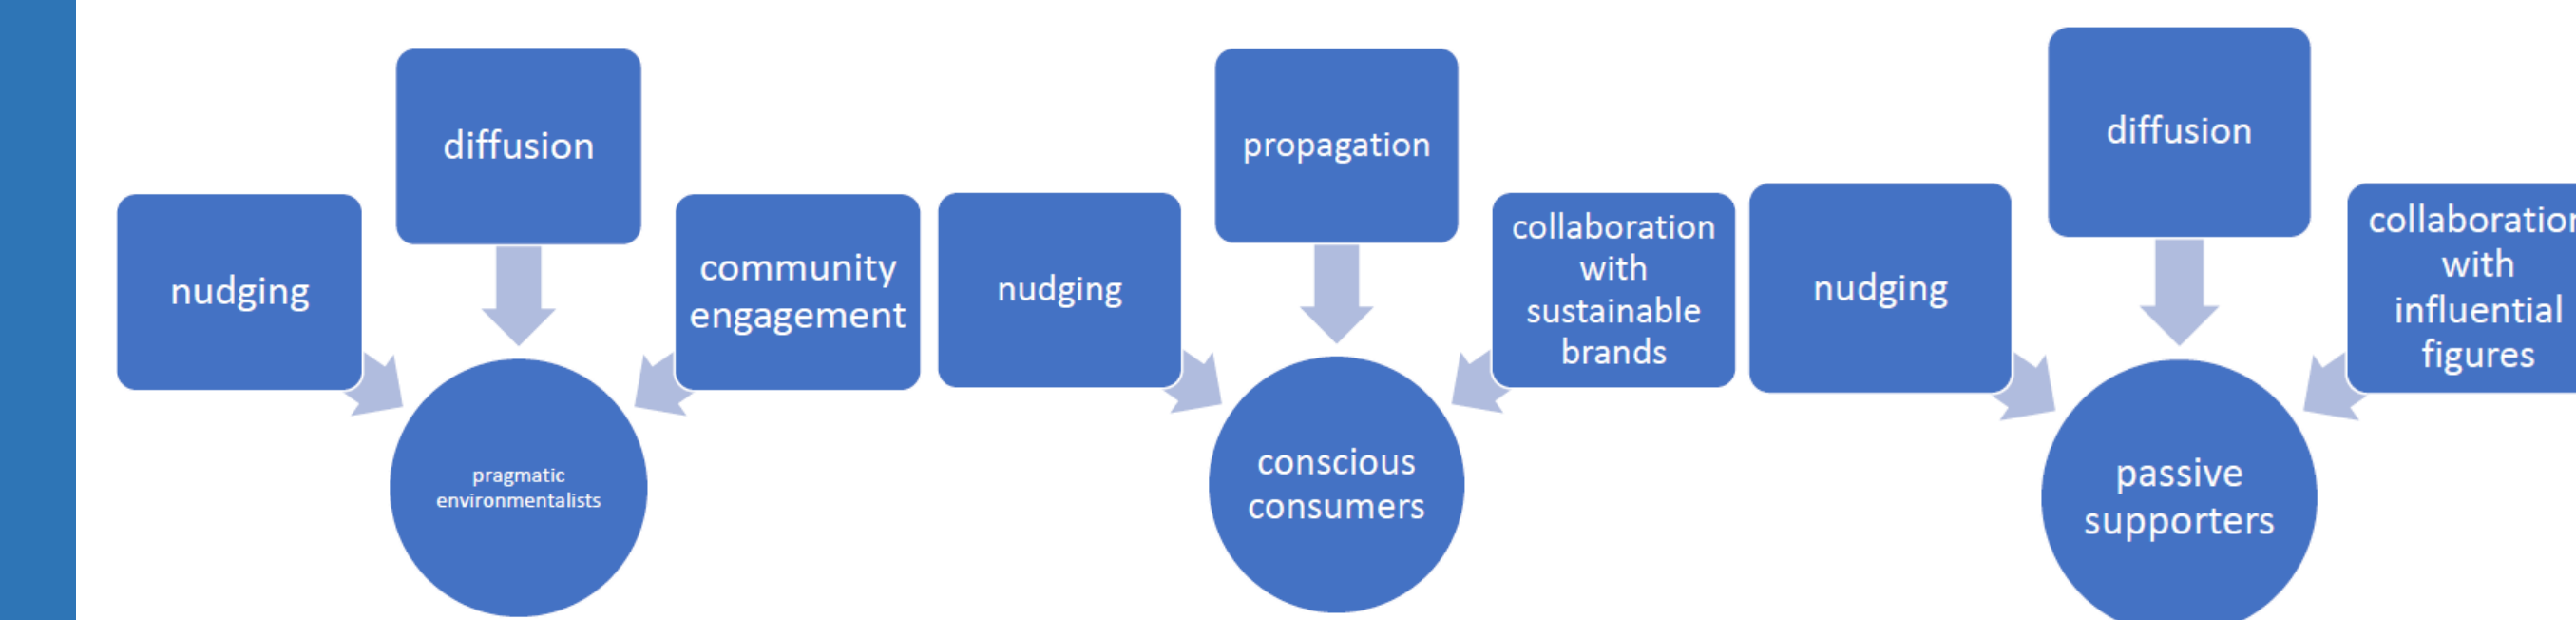 nudging
diffusion
community
engagement
pragmatic
environmentalists
nudging
propagation
collaboration
with
sustainable
brands
conscious
consumers
nudging
diffusion
collaboration
with
influential
figures
passive
supporters